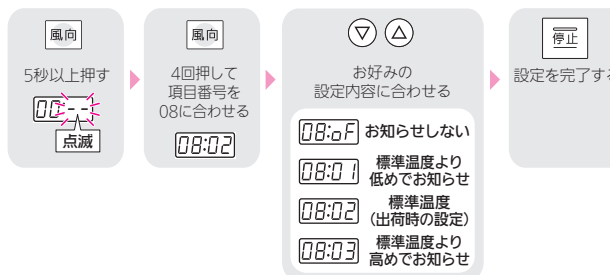 風向
5秒以上押す
00:--
点滅
風向
4回押して
項目番号を
08に合わせる
08:02
お好みの
設定内容に合わせる
08:oF お知らせしない
08:01 標準温度より
低めでお知らせ
08:02 標準温度
(出荷時の設定)
08:03 標準温度より
高めでお知らせ
停止
設定を完了する